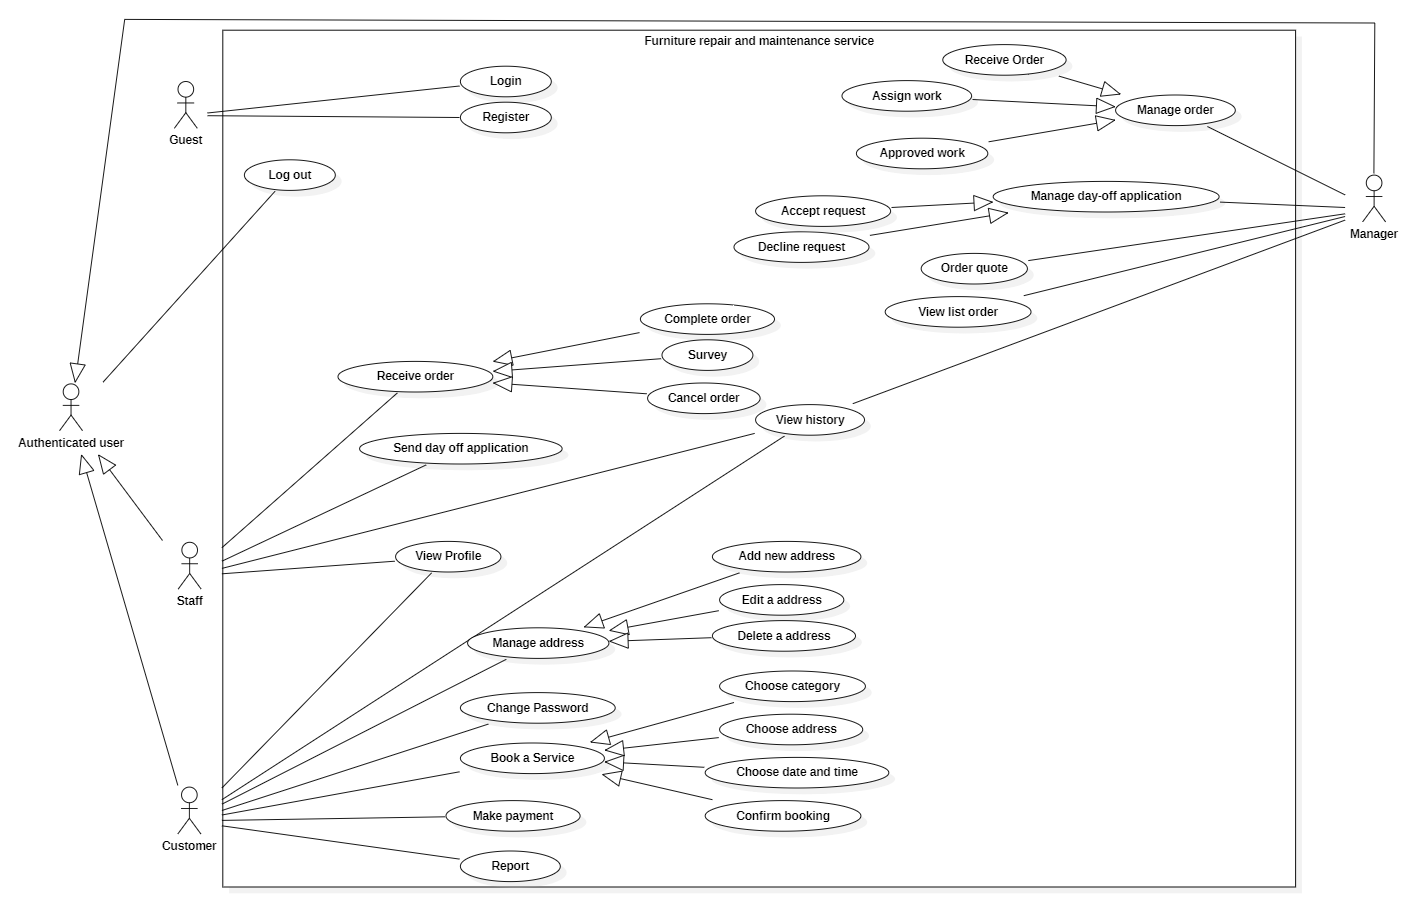 Furniture repair and maintenance service
Receive Order
Login
Assign work
Manage order
Register
Guest
Approved work
Log out
Manage day-off application
Accept request
Manager
Decline request
Order quote
View list order
Complete order
Survey
Receive order
Cancel order
View history
Authenticated user
Send day off application
View Profile
Add new address
Staff
Edit a address
Delete a address
Manage address
Choose category
Change Password
Choose address
Book a Service
Choose date and time
Make payment
Confirm booking
Customer
Report